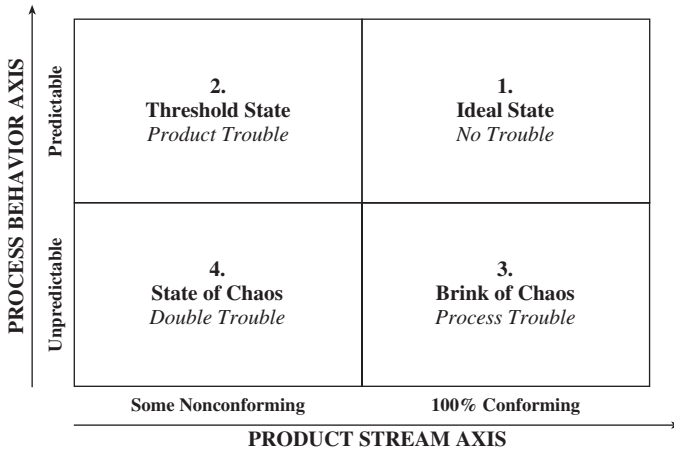 PROCESS BEHAVIOR AXIS
Predictable
Unpredictable
2.
Threshold State
Product Trouble
1.
Ideal State
No Trouble
4.
State of Chaos
Double Trouble
3.
Brink of Chaos
Process Trouble
Some Nonconforming
100% Conforming
PRODUCT STREAM AXIS